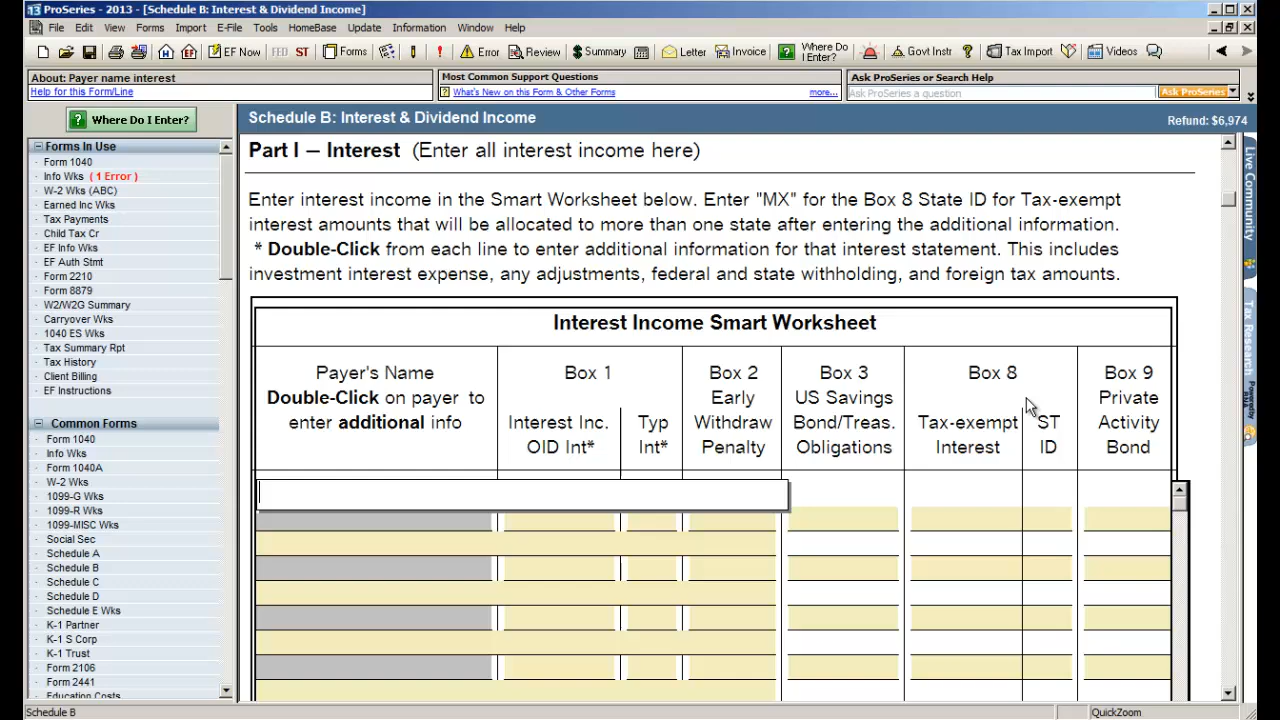 ProSeries - 2013 - [Schedule B: Interest & Dividend Income]
File Edit View Forms Import E-File Tools HomeBase Update Information Window Help
EF Now FED ST Forms Error Review $ Summary Letter Invoice Where Do I Enter? Govt Instr Tax Import Videos
About: Payer name interest
Help for this Form/Line
Most Common Support Questions
What's New on this Form & Other Forms more...
Ask ProSeries or Search Help
Ask ProSeries a question Ask ProSeries
Where Do I Enter?
Forms In Use
Form 1040
Info Wks ( 1 Error )
W-2 Wks (ABC)
Earned Inc Wks
Tax Payments
Child Tax Cr
EF Info Wks
EF Auth Stmt
Form 2210
Form 8879
W2/W2G Summary
Carryover Wks
1040 ES Wks
Tax Summary Rpt
Tax History
Client Billing
EF Instructions
Common Forms
Form 1040
Info Wks
Form 1040A
W-2 Wks
1099-G Wks
1099-R Wks
1099-MISC Wks
Social Sec
Schedule A
Schedule B
Schedule C
Schedule D
Schedule E Wks
K-1 Partner
K-1 S Corp
K-1 Trust
Form 2106
Form 2441
Education Costs
Schedule B: Interest & Dividend Income
Refund: $6,974
Part I — Interest (Enter all interest income here)
Enter interest income in the Smart Worksheet below. Enter "MX" for the Box 8 State ID for Tax-exempt
interest amounts that will be allocated to more than one state after entering the additional information.
* Double-Click from each line to enter additional information for that interest statement. This includes
investment interest expense, any adjustments, federal and state withholding, and foreign tax amounts.
Interest Income Smart Worksheet
Payer's Name
Double-Click on payer to
enter additional info
Box 1
Interest Inc.
OID Int*
Typ
Int*
Box 2
Early
Withdraw
Penalty
Box 3
US Savings
Bond/Treas.
Obligations
Box 8
Tax-exempt
Interest
ST
ID
Box 9
Private
Activity
Bond
Live Community
Tax Research
Schedule B
QuickZoom